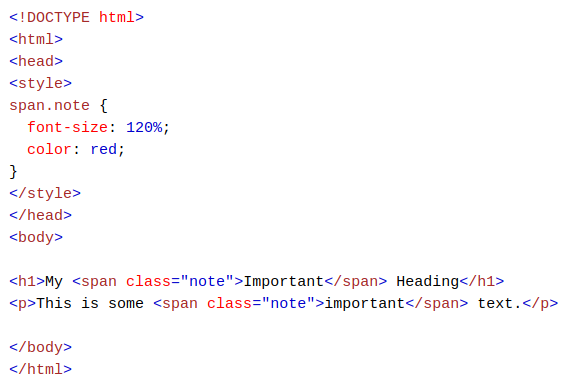 <!DOCTYPE html>
<html>
<head>
<style>
span.note {
  font-size: 120%;
  color: red;
}
</style>
</head>
<body>

<h1>My <span class="note">Important</span> Heading</h1>
<p>This is some <span class="note">important</span> text.</p>

</body>
</html>